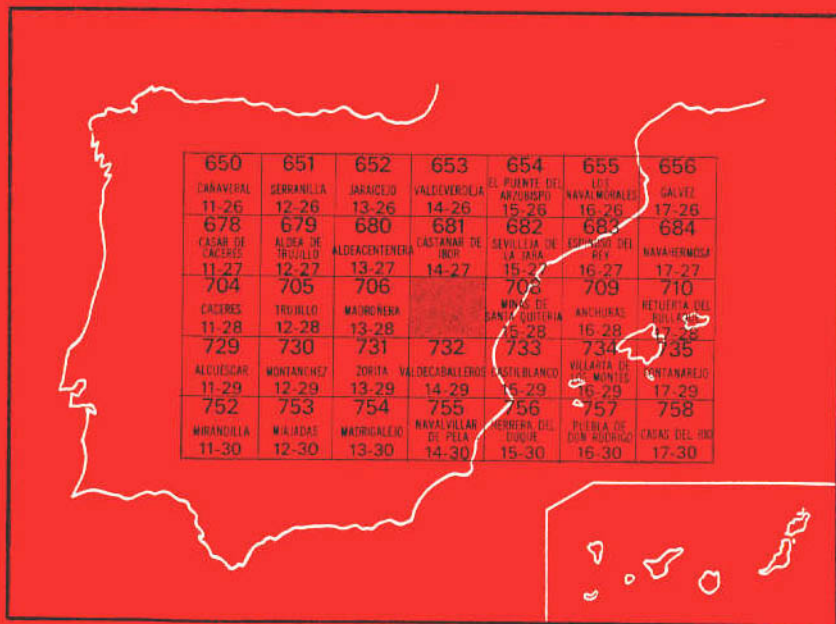 650 651 652 653 654 655 656
CAÑAVERAL SERRANILLA JARAICEJO VALDEVERDEJA EL PUENTE DEL ARZOBISPO LOS NAVALMORALES GALVEZ
11-26 12-26 13-26 14-26 15-26 16-26 17-26
678 679 680 681 682 683 684
CASAR DE CACERES ALDEA DE TRUJILLO ALDEACENTENERA CASTAÑAR DE IBOR SEVILLEJA DE LA JARA ESPINOSO DEL REY NAVAHERMOSA
11-27 12-27 13-27 14-27 15-27 16-27 17-27
704 705 706 708 709 710
CACERES TRUJILLO MADROÑERA MINAS DE SANTA QUITERIA ANCHURAS RETUERTA DEL BULLAQUE
11-28 12-28 13-28 15-28 16-28 17-28
729 730 731 732 733 734 735
ALCUESCAR MONTANCHEZ ZORITA VALDECABALLEROS CASTILBLANCO VILLARTA DE LOS MONTES FONTANAREJO
11-29 12-29 13-29 14-29 15-29 16-29 17-29
752 753 754 755 756 757 758
MIRANDILLA MIAJADAS MADRIGALEJO NAVALVILLAR DE PELA HERRERA DEL DUQUE PUEBLA DE DON RODRIGO CASAS DEL RIO
11-30 12-30 13-30 14-30 15-30 16-30 17-30